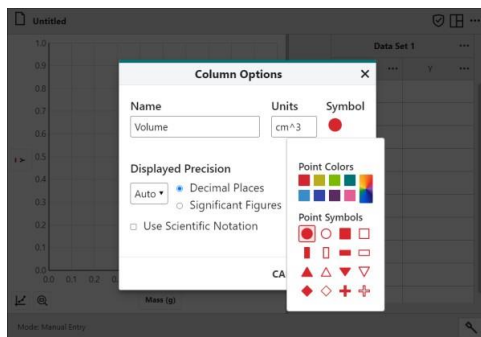 Untitled
1.0
Data Set 1
0.9
Y
Column Options
0.8
0.7
Name Units Symbol
Volume cm^3
0.6
0.5
Displayed Precision
Point Colors
0.4
Auto
Decimal Places
0.3
Significant Figures
Point Symbols
0.2
Use Scientific Notation
0.1
0.0
0.0 0.1 0.2
CA
Mass (g)
Mode: Manual Entry